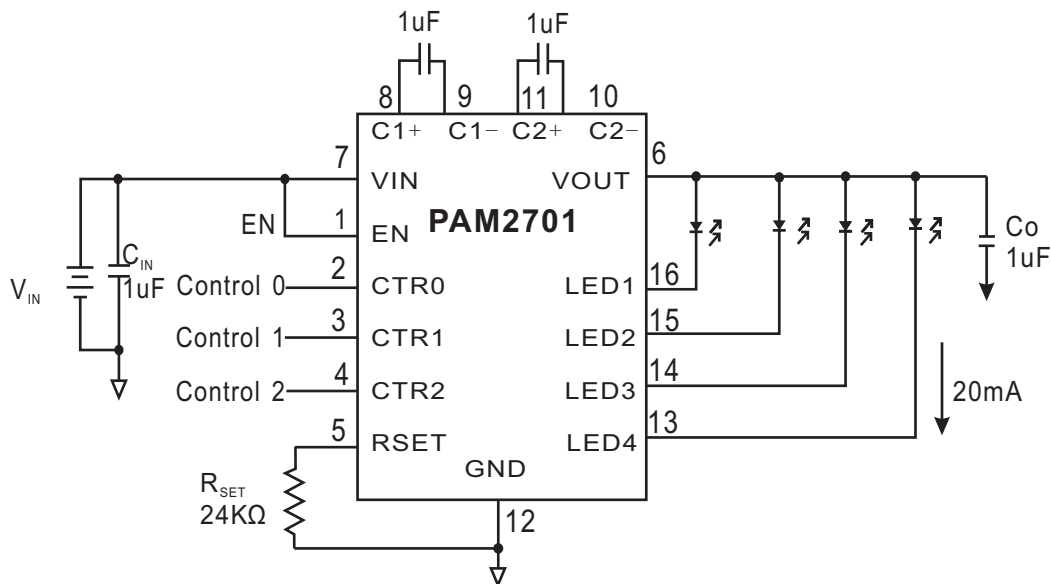 1uF
1uF
8
9
11
10
C1+
C1−
C2+
C2−
7
6
VIN
VOUT
EN
1
EN
PAM2701
V_IN
C_IN
1uF
Co
1uF
Control 0
2
CTR0
LED1
16
Control 1
3
CTR1
LED2
15
Control 2
4
CTR2
LED3
14
20mA
5
RSET
LED4
13
GND
R_SET
24KΩ
12